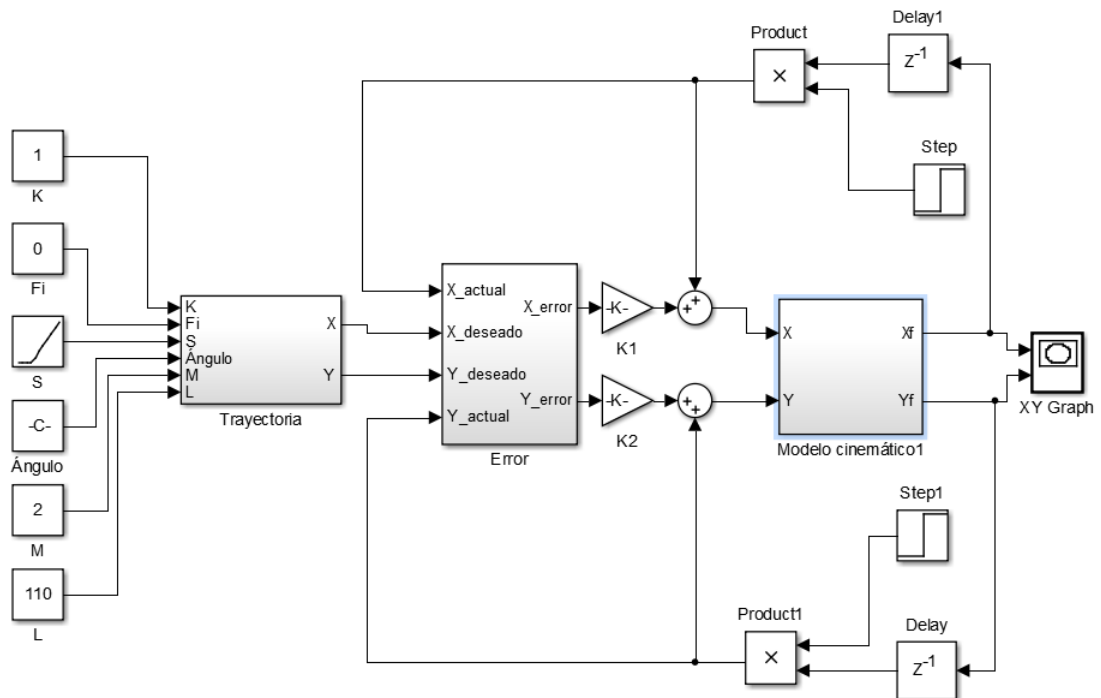 Delay1
Product
Z-1
×
Step
1
K
0
Fi
S
-C-
Ángulo
M
2
L
110
K
Fi
S
Ángulo
M
L
X
Y
Trayectoria
X_actual
X_deseado
Y_deseado
Y_actual
X_error
Y_error
Error
-K-
K1
-K-
K2
+
+
+
+
X
Y
Xf
Yf
Modelo cinemático1
XY Graph
Step1
Product1
×
Delay
Z-1